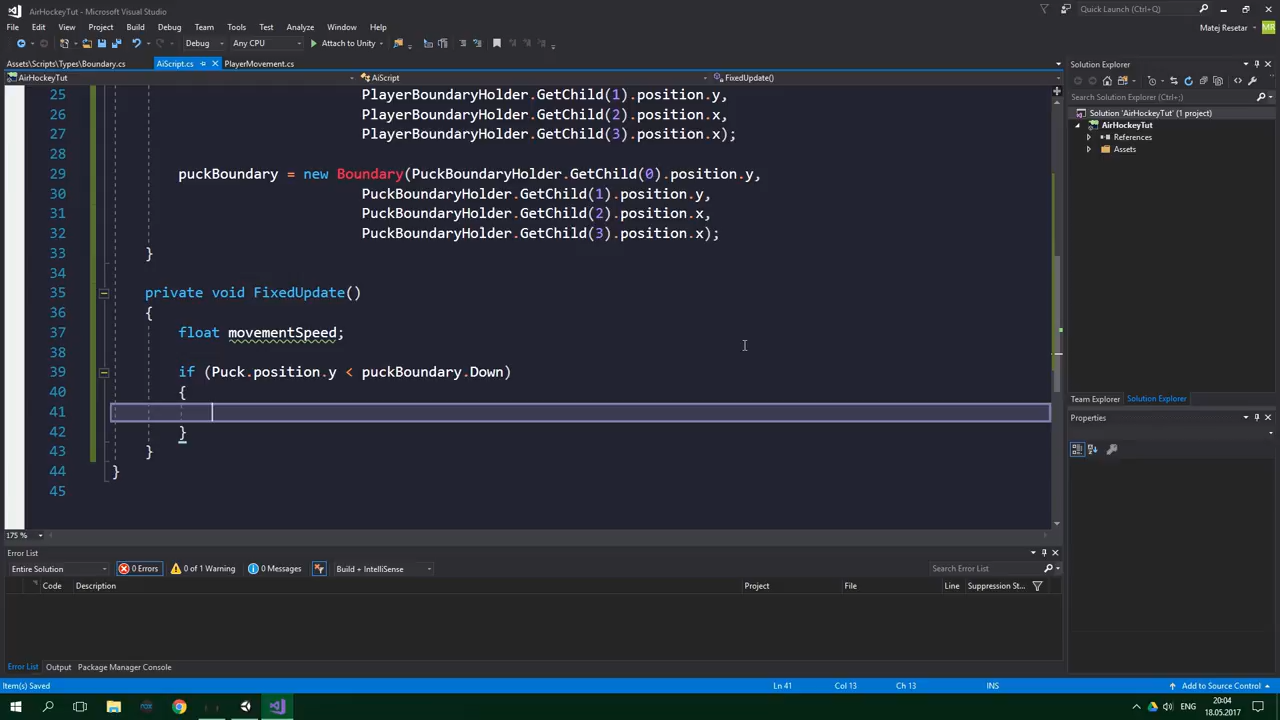 AirHockeyTut - Microsoft Visual Studio
Quick Launch (Ctrl+Q)
File Edit View Project Build Debug Team Tools Test Analyze Window Help
Matej Resetar
MR
Debug Any CPU Attach to Unity
Assets\Scripts\Types\Boundary.cs AiScript.cs PlayerMovement.cs
AirHockeyTut AiScript FixedUpdate()
25 PlayerBoundaryHolder.GetChild(1).position.y,
26 PlayerBoundaryHolder.GetChild(2).position.x,
27 PlayerBoundaryHolder.GetChild(3).position.x);
28
29 puckBoundary = new Boundary(PuckBoundaryHolder.GetChild(0).position.y,
30 PuckBoundaryHolder.GetChild(1).position.y,
31 PuckBoundaryHolder.GetChild(2).position.x,
32 PuckBoundaryHolder.GetChild(3).position.x);
33 }
34
35 private void FixedUpdate()
36 {
37 float movementSpeed;
38
39 if (Puck.position.y < puckBoundary.Down)
40 {
41
42 }
43 }
44 }
45
175 %
Solution Explorer
Search Solution Explorer (Ctrl+;)
Solution 'AirHockeyTut' (1 project)
AirHockeyTut
References
Assets
Team Explorer Solution Explorer
Properties
Error List
Entire Solution 0 Errors 0 of 1 Warning 0 Messages Build + IntelliSense Search Error List
Code Description Project File Line Suppression St...
Error List Output Package Manager Console
Item(s) Saved Ln 41 Col 13 Ch 13 INS Add to Source Control
ENG 20:04
18.05.2017